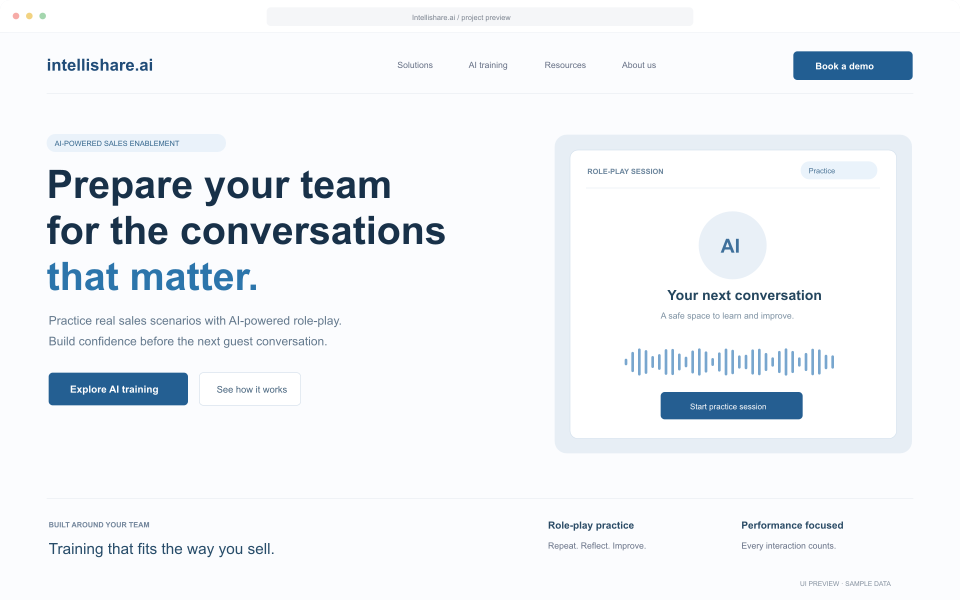 Intellishare.ai / project preview
intellishare.ai
Solutions
AI training
Resources
About us
Book a demo
AI-POWERED SALES ENABLEMENT
Prepare your team
for the conversations
that matter.
Practice real sales scenarios with AI-powered role-play.
Build confidence before the next guest conversation.
Explore AI training
See how it works
ROLE-PLAY SESSION
Practice
AI
Your next conversation
A safe space to learn and improve.
Start practice session
BUILT AROUND YOUR TEAM
Training that fits the way you sell.
Role-play practice
Repeat. Reflect. Improve.
Performance focused
Every interaction counts.
UI PREVIEW · SAMPLE DATA